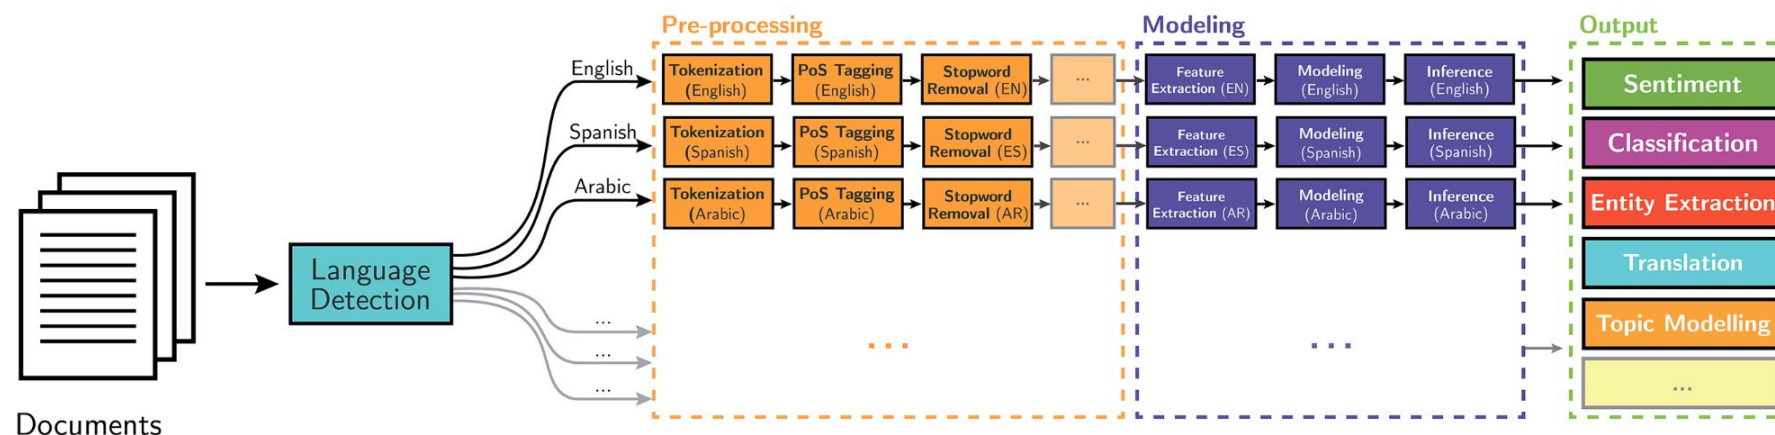 Pre-processing
Modeling
Output
English
Tokenization
(English)
PoS Tagging
(English)
Stopword
Removal (EN)
...
Feature
Extraction (EN)
Modeling
(English)
Inference
(English)
Sentiment
Spanish
Tokenization
(Spanish)
PoS Tagging
(Spanish)
Stopword
Removal (ES)
...
Feature
Extraction (ES)
Modeling
(Spanish)
Inference
(Spanish)
Classification
Arabic
Tokenization
(Arabic)
PoS Tagging
(Arabic)
Stopword
Removal (AR)
...
Feature
Extraction (AR)
Modeling
(Arabic)
Inference
(Arabic)
Entity Extraction
Language
Detection
Translation
...
...
...
...
...
Topic Modelling
...
Documents